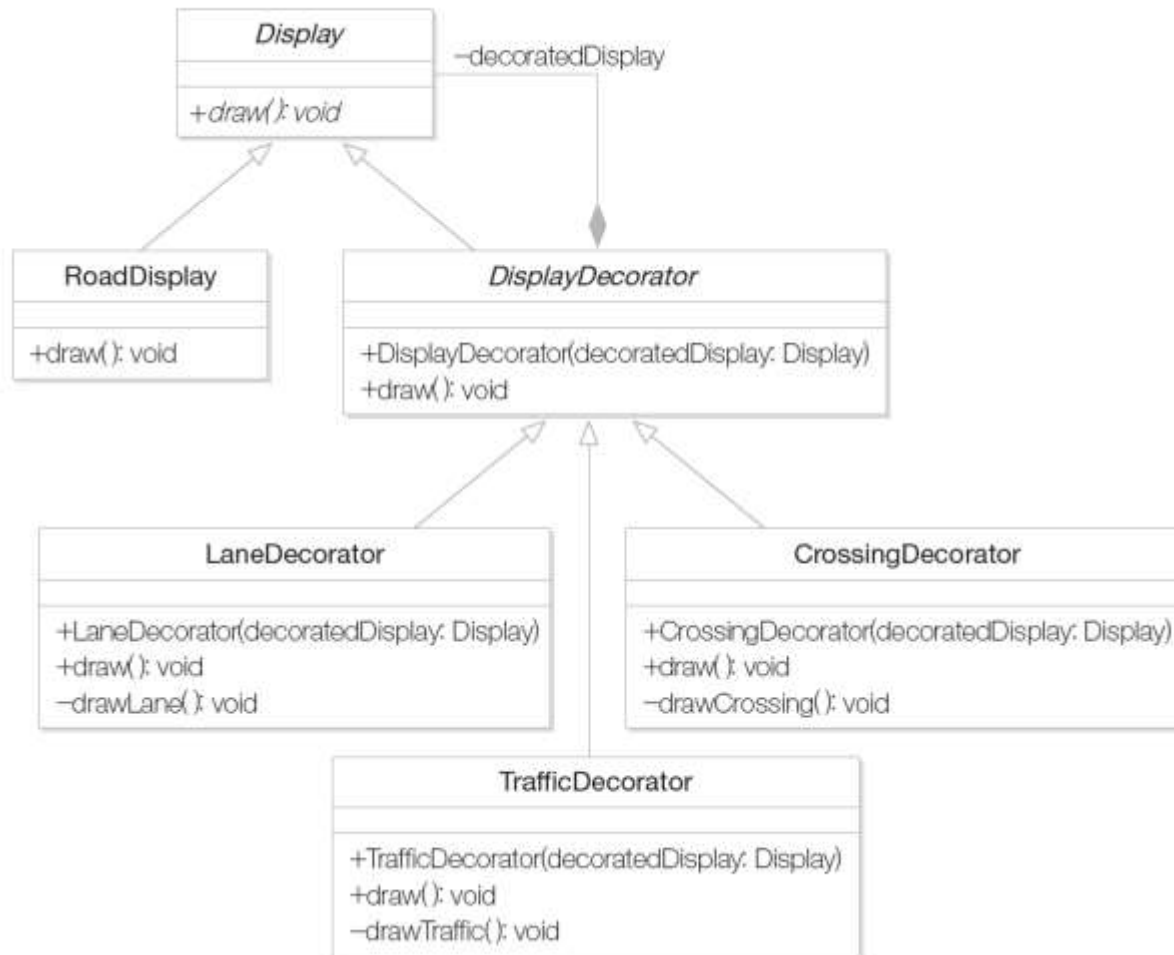 Display
−decoratedDisplay
+draw(): void
RoadDisplay
+draw(): void
DisplayDecorator
+DisplayDecorator(decoratedDisplay: Display)
+draw(): void
LaneDecorator
+LaneDecorator(decoratedDisplay: Display)
+draw(): void
−drawLane(): void
CrossingDecorator
+CrossingDecorator(decoratedDisplay: Display)
+draw(): void
−drawCrossing(): void
TrafficDecorator
+TrafficDecorator(decoratedDisplay: Display)
+draw(): void
−drawTraffic(): void